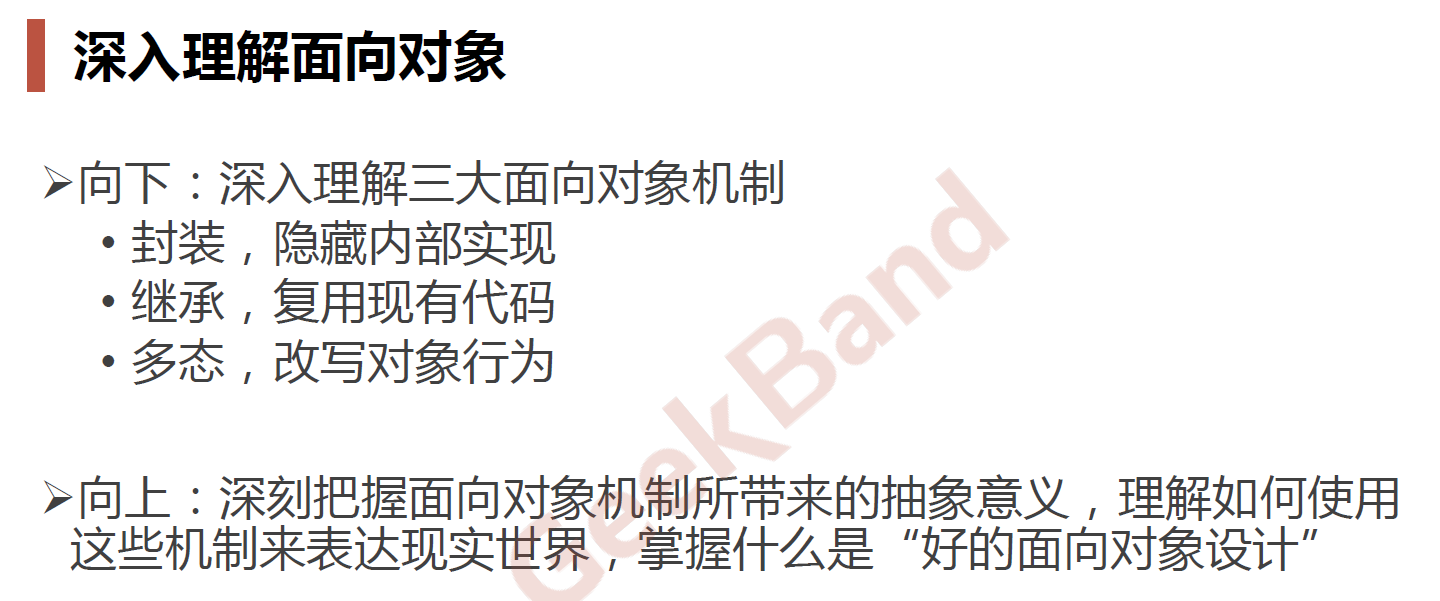 深入理解面向对象
➢向下：深入理解三大面向对象机制
• 封装，隐藏内部实现
• 继承，复用现有代码
• 多态，改写对象行为
➢向上：深刻把握面向对象机制所带来的抽象意义，理解如何使用
这些机制来表达现实世界，掌握什么是“好的面向对象设计”
GeekBand